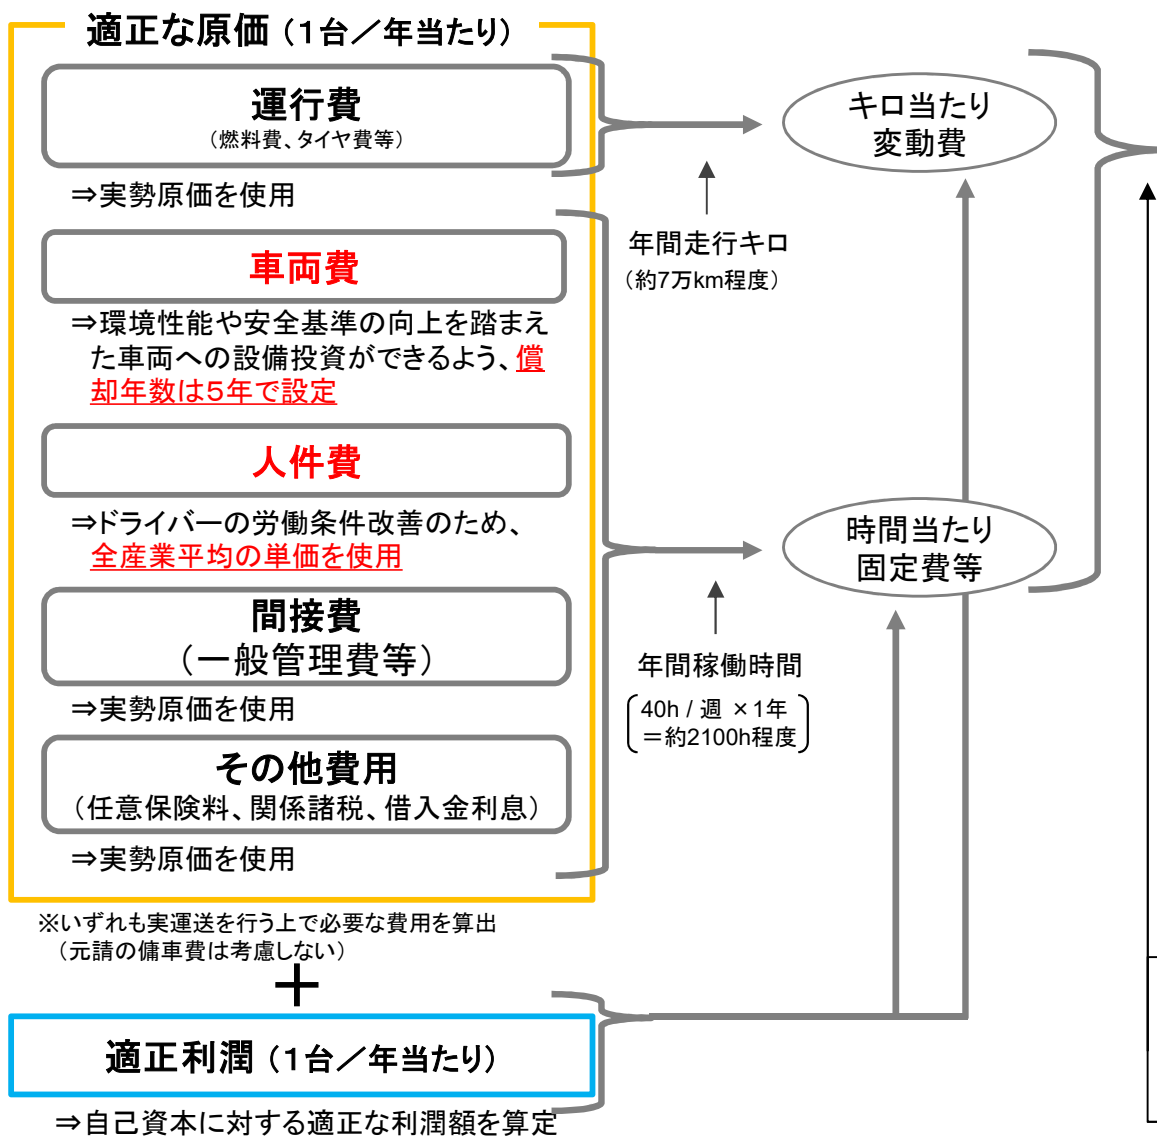 適正な原価（１台／年当たり）
運行費
（燃料費、タイヤ費等）
⇒実勢原価を使用
車両費
⇒環境性能や安全基準の向上を踏まえ
た車両への設備投資ができるよう、償
却年数は５年で設定
人件費
⇒ドライバーの労働条件改善のため、
全産業平均の単価を使用
間接費
（一般管理費等）
⇒実勢原価を使用
その他費用
（任意保険料、関係諸税、借入金利息）
⇒実勢原価を使用
※いずれも実運送を行う上で必要な費用を算出
（元請の傭車費は考慮しない）
＋
適正利潤（１台／年当たり）
⇒自己資本に対する適正な利潤額を算定
キロ当たり
変動費
年間走行キロ
（約7万km程度）
時間当たり
固定費等
年間稼働時間
40h / 週 ×1年
＝約2100h程度